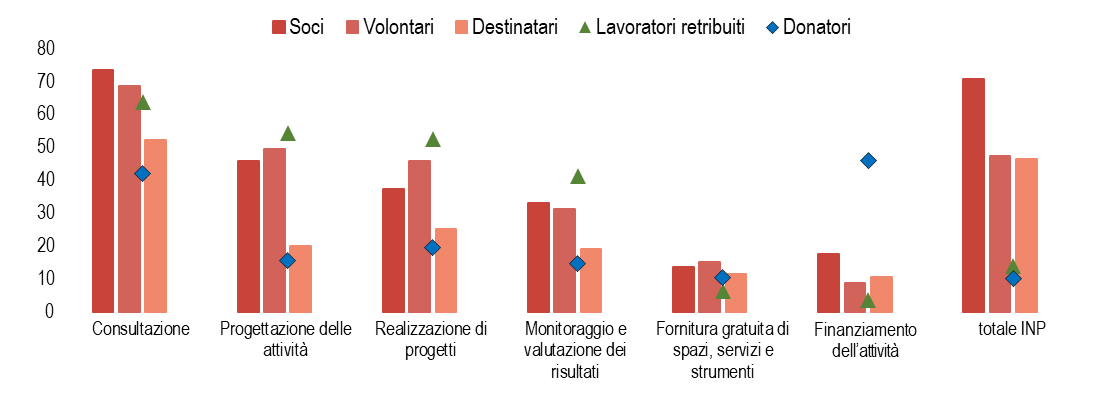 Soci Volontari Destinatari Lavoratori retribuiti Donatori
80
70
60
50
40
30
20
10
0
Consultazione
Progettazione delle
attività
Realizzazione di
progetti
Monitoraggio e
valutazione dei
risultati
Fornitura gratuita di
spazi, servizi e
strumenti
Finanziamento
dell'attività
totale INP